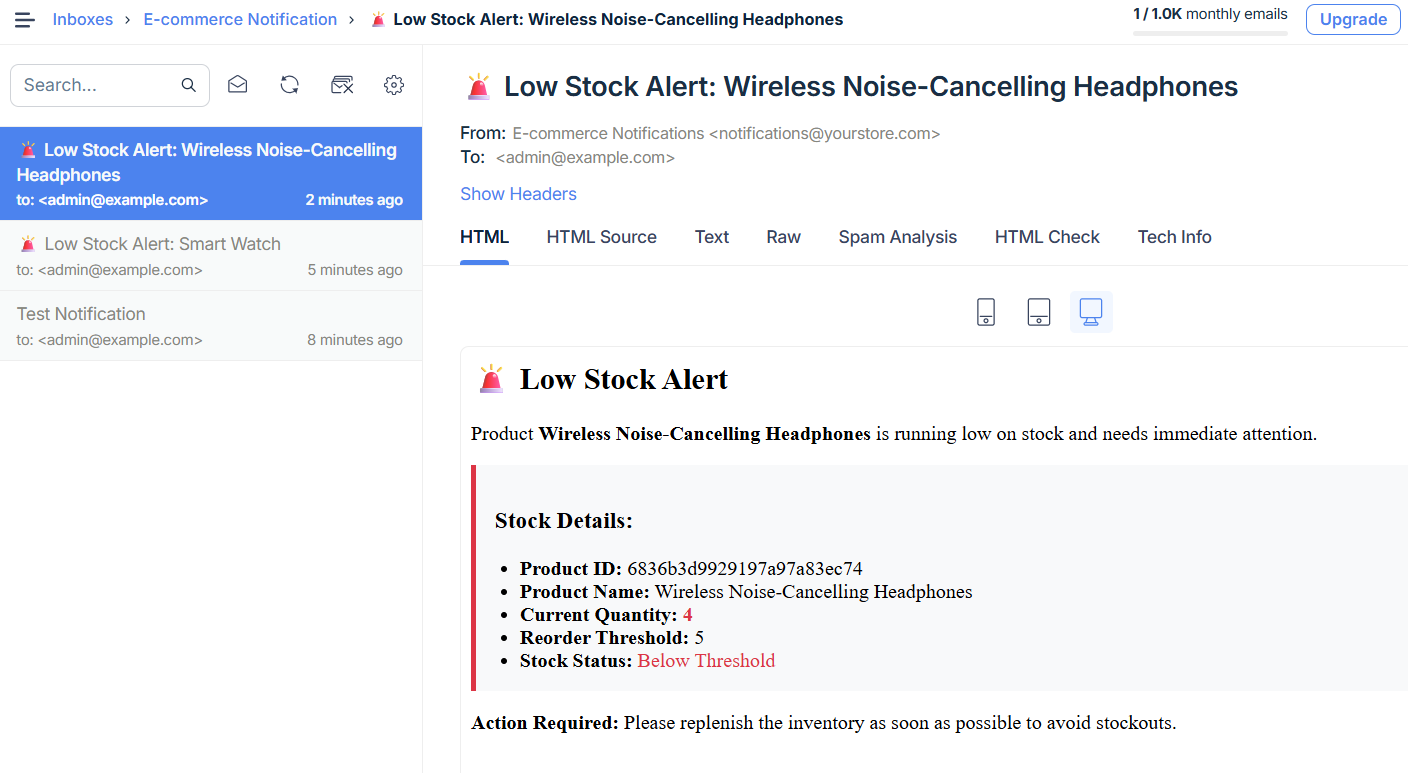 Inboxes › E-commerce Notification › 🚨 Low Stock Alert: Wireless Noise-Cancelling Headphones
1 / 1.0K monthly emails
Upgrade
Search...
🚨 Low Stock Alert: Wireless Noise-Cancelling
Headphones
to: <admin@example.com> 2 minutes ago
🚨 Low Stock Alert: Smart Watch
to: <admin@example.com> 5 minutes ago
Test Notification
to: <admin@example.com> 8 minutes ago
🚨 Low Stock Alert: Wireless Noise-Cancelling Headphones
From: E-commerce Notifications <notifications@yourstore.com>
To: <admin@example.com>
Show Headers
HTML HTML Source Text Raw Spam Analysis HTML Check Tech Info
🚨 Low Stock Alert
Product Wireless Noise-Cancelling Headphones is running low on stock and needs immediate attention.
Stock Details:
• Product ID: 6836b3d9929197a97a83ec74
• Product Name: Wireless Noise-Cancelling Headphones
• Current Quantity: 4
• Reorder Threshold: 5
• Stock Status: Below Threshold
Action Required: Please replenish the inventory as soon as possible to avoid stockouts.